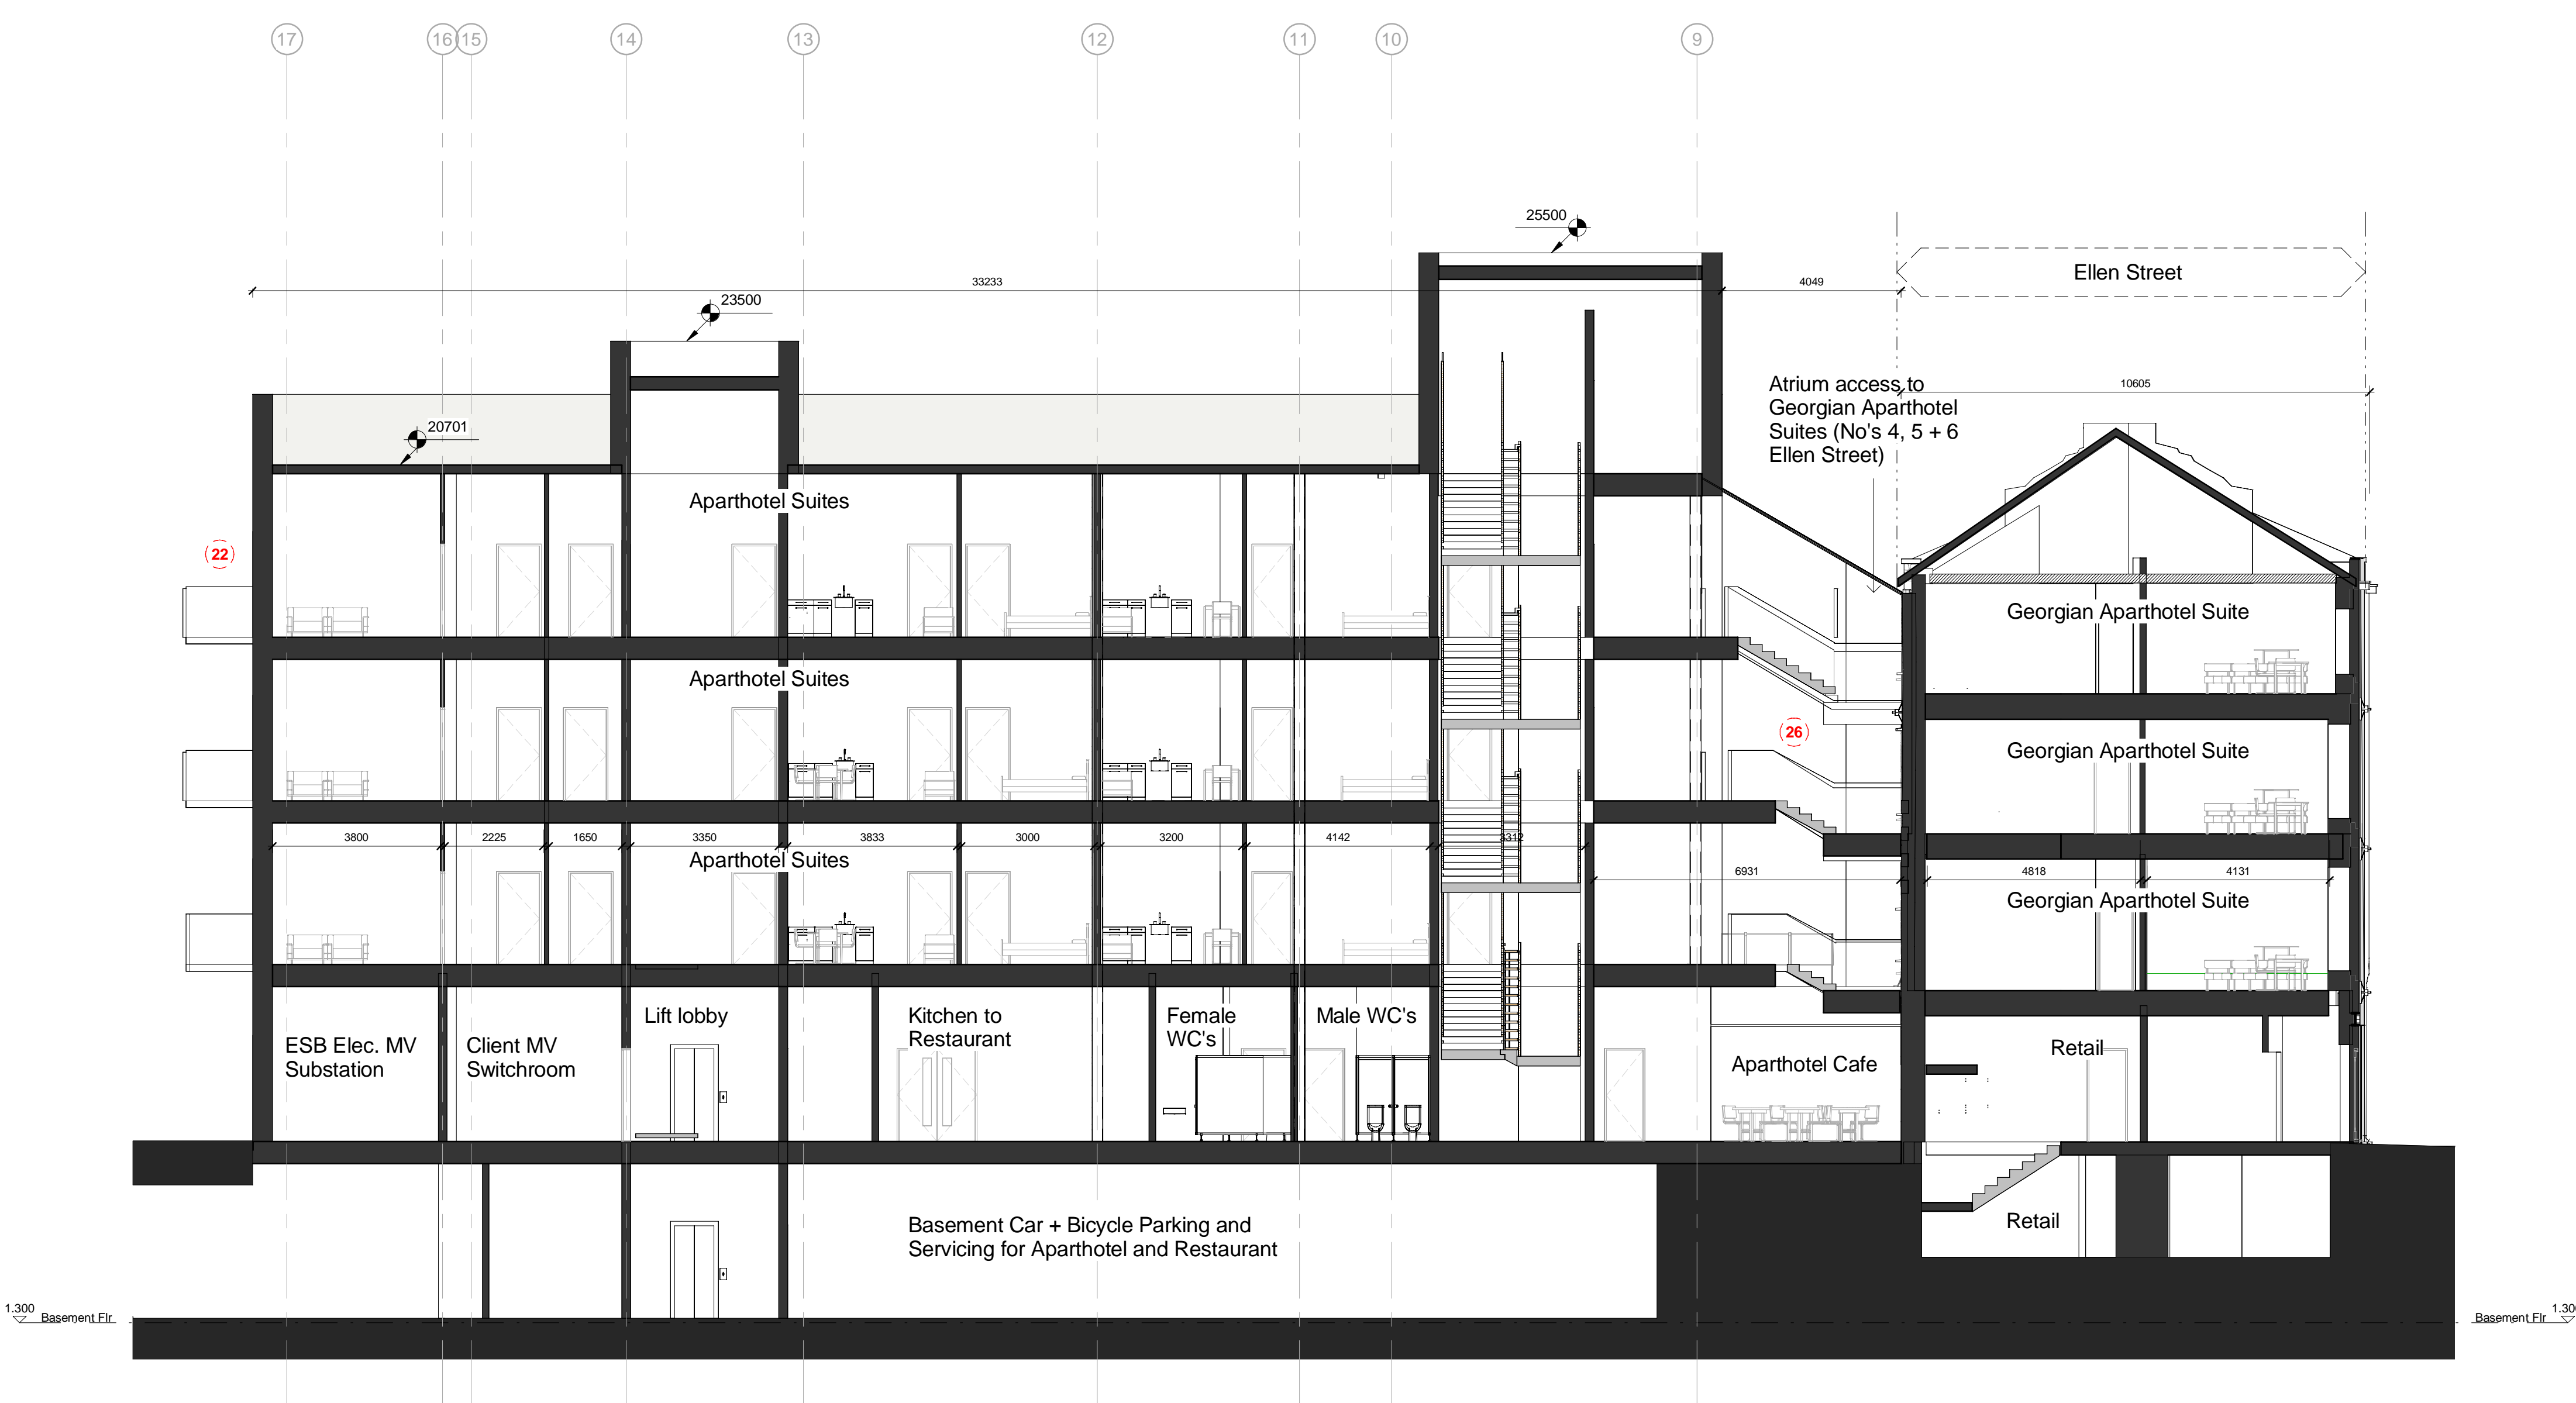 17
16
15
14
13
12
11
10
9
25500
33233
4049
Ellen Street
23500
Atrium access to
Georgian Aparthotel
Suites (No's 4, 5 + 6
Ellen Street)
10605
20701
Aparthotel Suites
22
Georgian Aparthotel Suite
Aparthotel Suites
26
Georgian Aparthotel Suite
3800
2225
1650
3350
3833
3000
3200
4142
3312
Aparthotel Suites
6931
4818
4131
Georgian Aparthotel Suite
Lift lobby
Kitchen to
Restaurant
Female
WC's
Male WC's
ESB Elec. MV
Substation
Client MV
Switchroom
Aparthotel Cafe
Retail
Basement Car + Bicycle Parking and
Servicing for Aparthotel and Restaurant
Retail
1.300
Basement Flr
Basement Flr
1.30